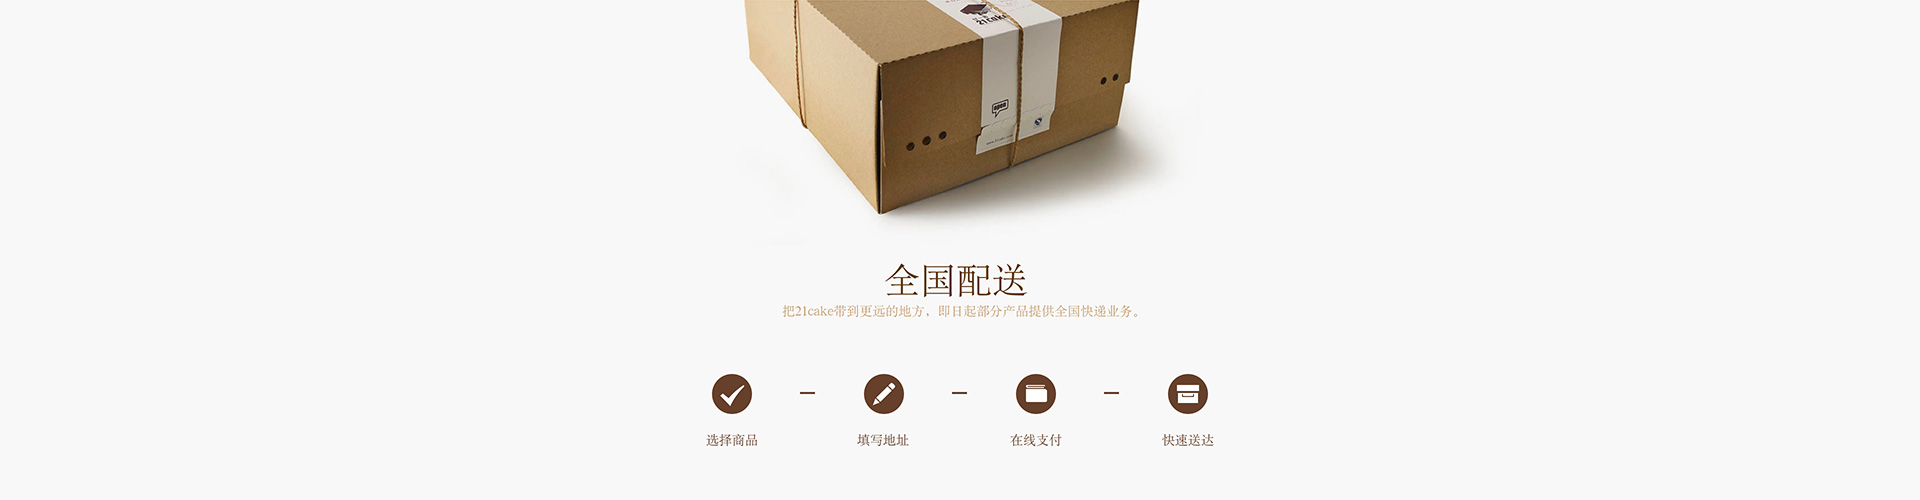 21cake
open
全国配送
把21cake带到更远的地方，即日起部分产品提供全国快递业务。
选择商品
填写地址
在线支付
快速送达